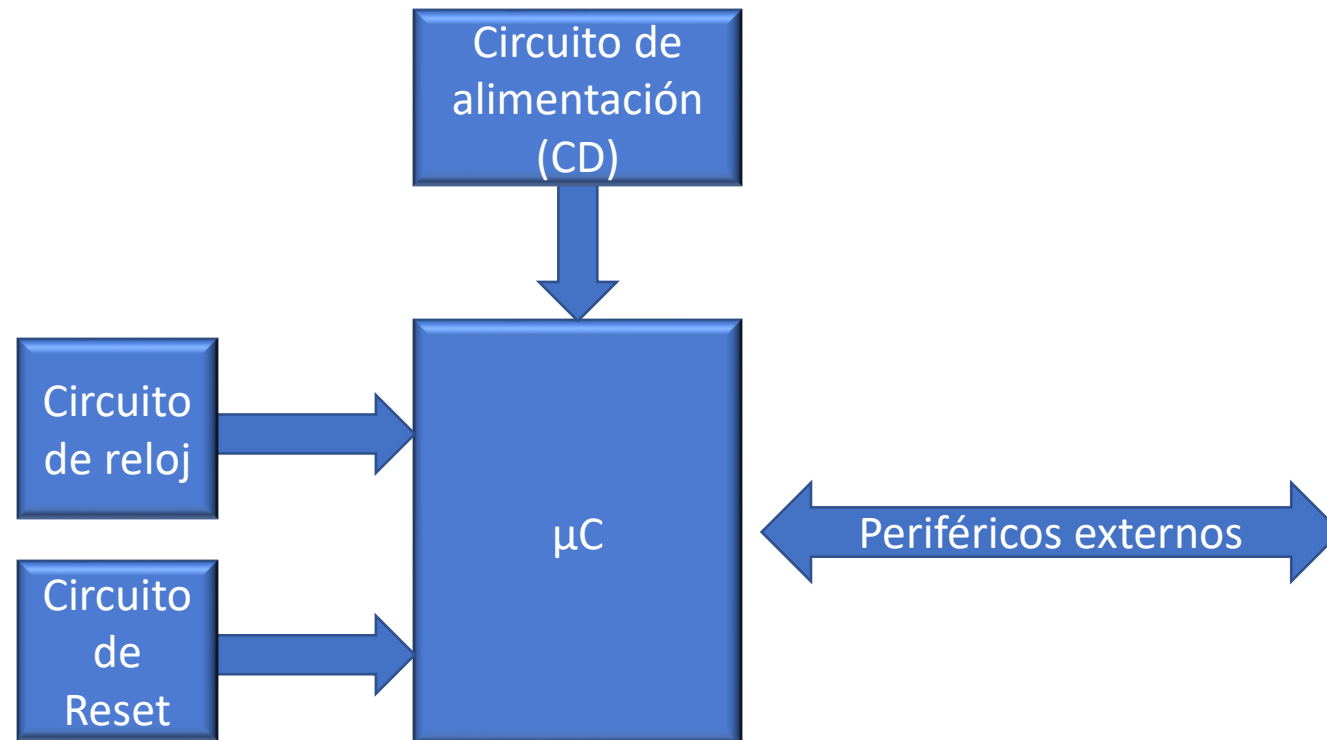 Circuito de
alimentación
(CD)
Circuito
de reloj
µC
Periféricos externos
Circuito
de
Reset